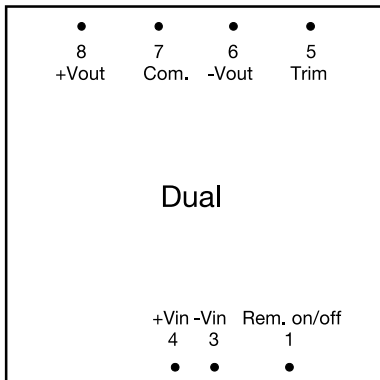 8 7 6 5
+Vout Com. -Vout Trim
Dual
+Vin -Vin Rem. on/off
4 3 1